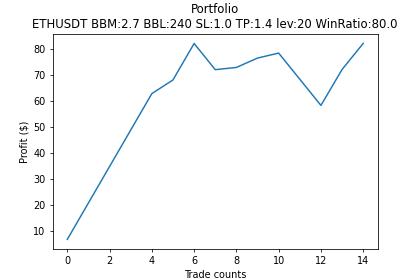 Portfolio
ETHUSDT BBM:2.7 BBL:240 SL:1.0 TP:1.4 lev:20 WinRatio:80.0
Profit ($)
80
70
60
50
40
30
20
10
0 2 4 6 8 10 12 14
Trade counts